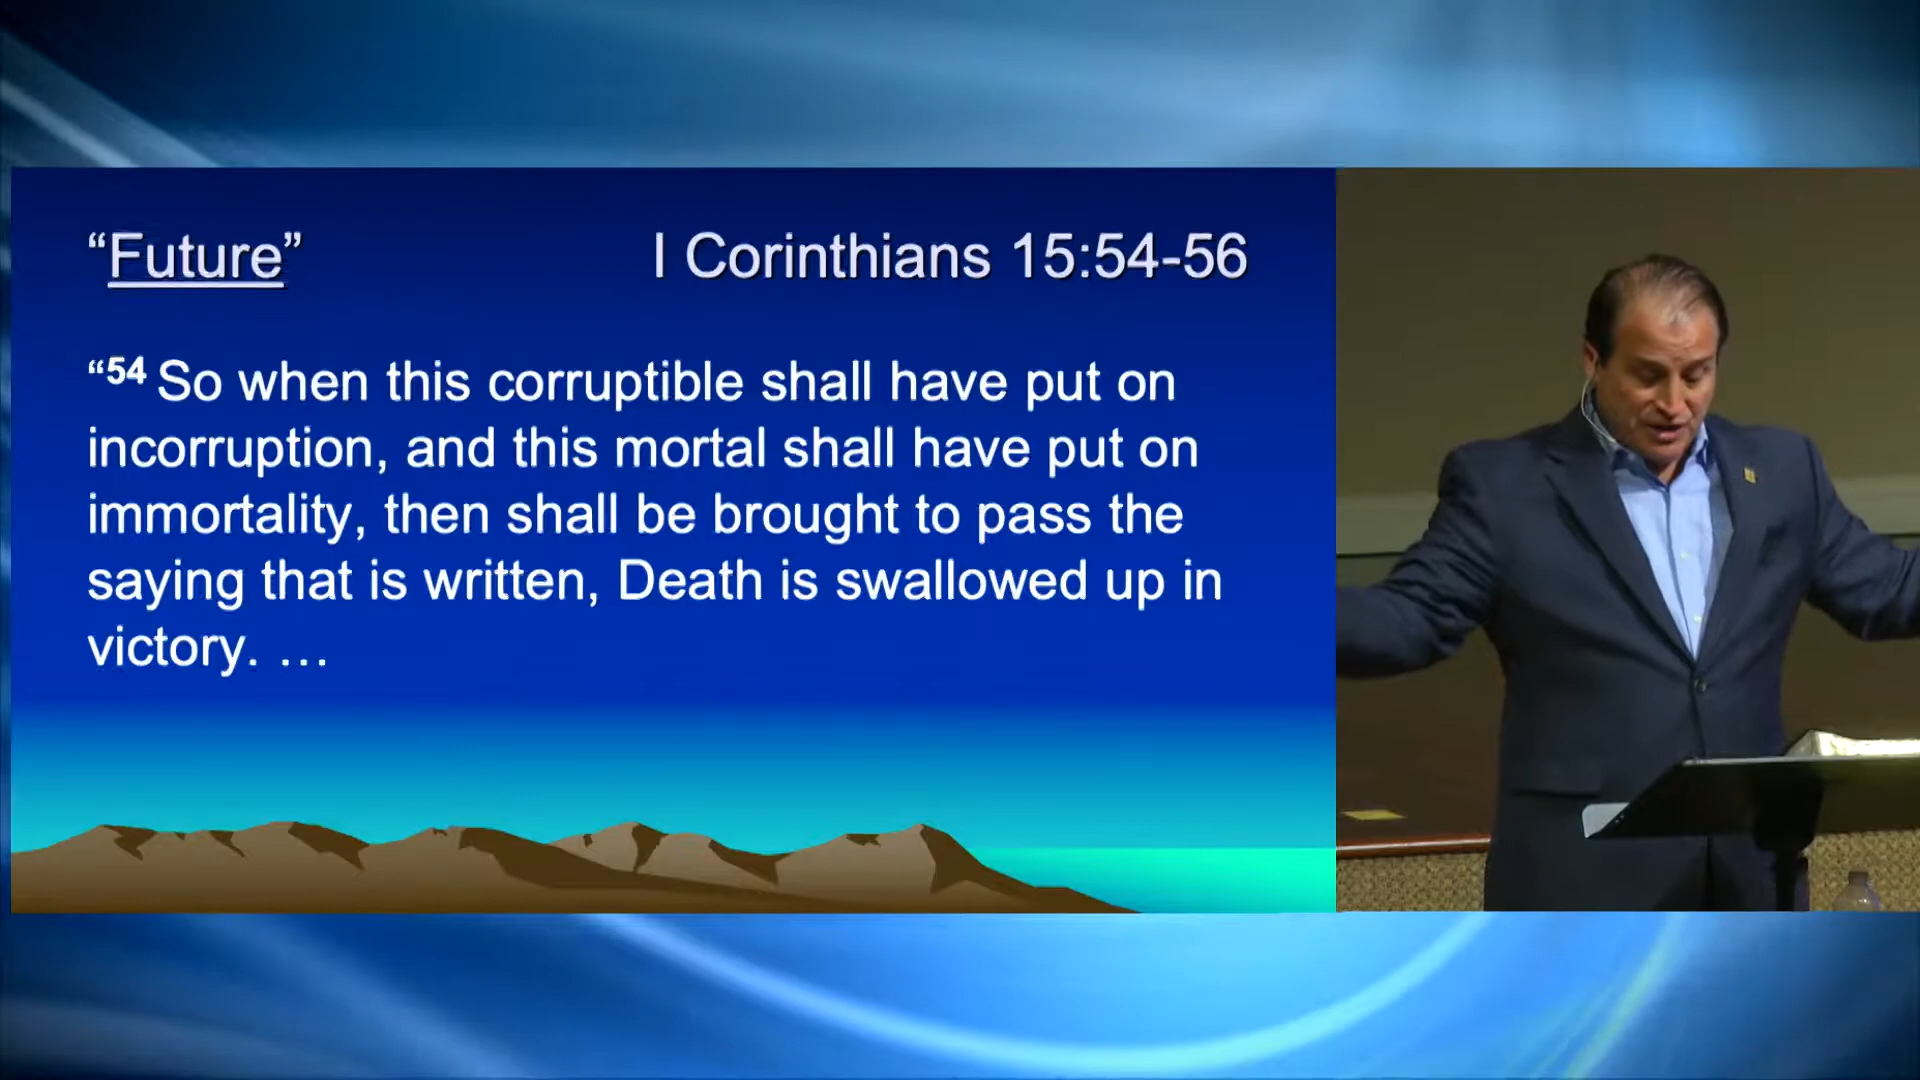 “Future” I Corinthians 15:54-56
“54 So when this corruptible shall have put on
incorruption, and this mortal shall have put on
immortality, then shall be brought to pass the
saying that is written, Death is swallowed up in
victory. …